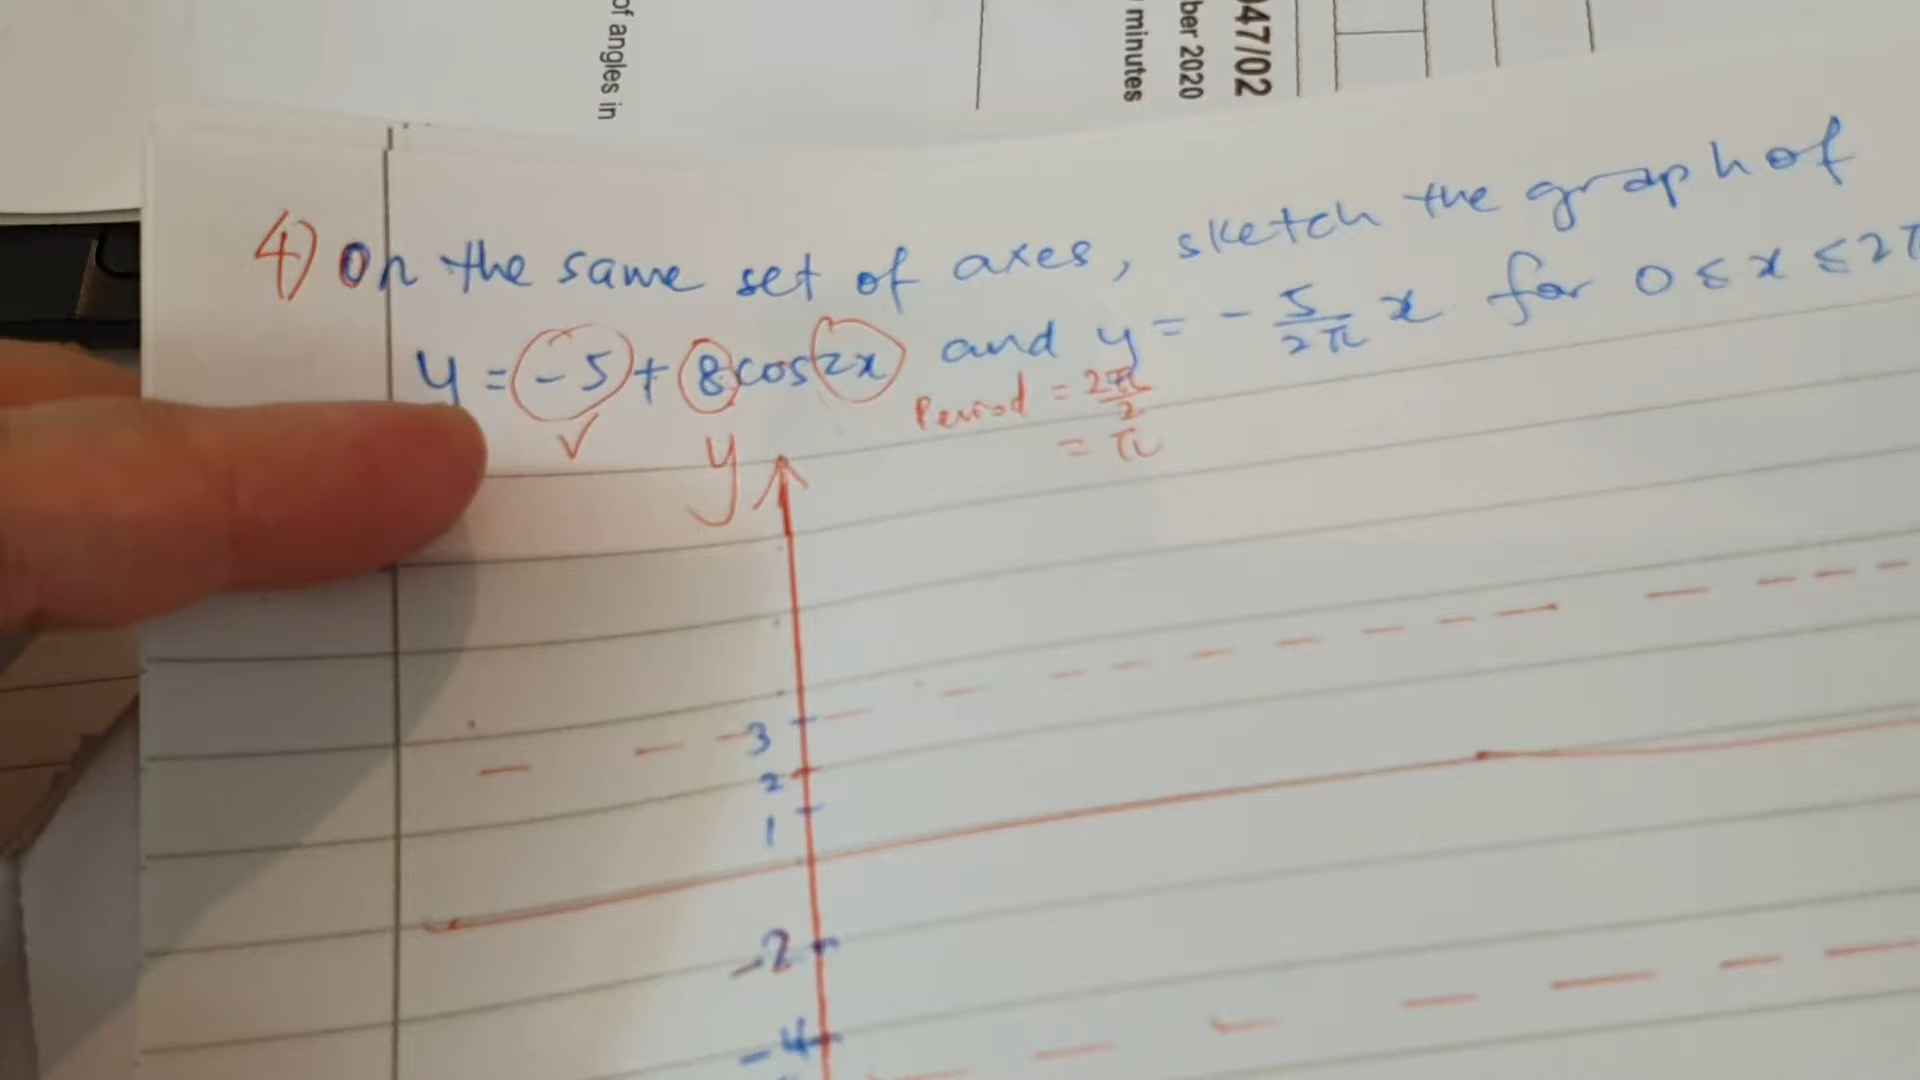 of angles in
minutes
ber 2020
47/02
4) On the same set of axes, sketch the graph of
y = -5 + 8cos2x and y = - 5/2π x for 0 ≤ x ≤ 2π
Period = 2π/2
= π
y
3
2
1
-2
-4